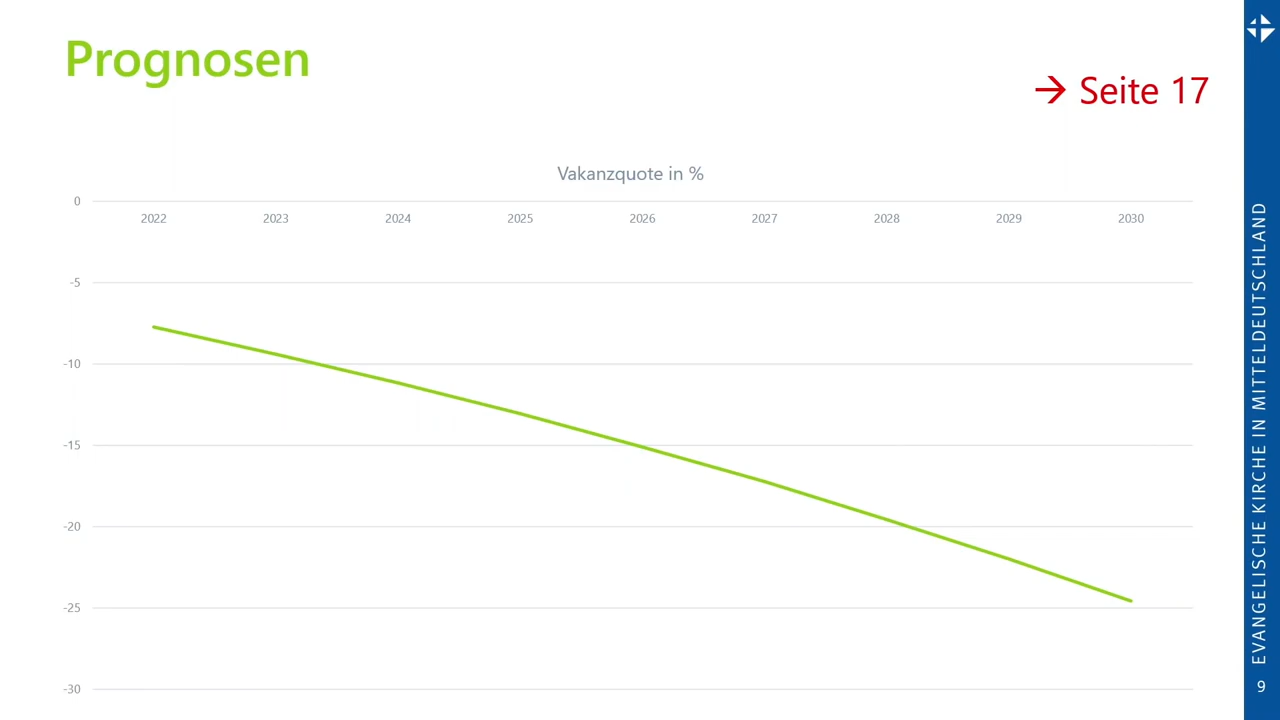 Prognosen
→ Seite 17
Vakanzquote in %
0
2022 2023 2024 2025 2026 2027 2028 2029 2030
-5
-10
-15
-20
-25
-30
EVANGELISCHE KIRCHE IN MITTELDEUTSCHLAND
9